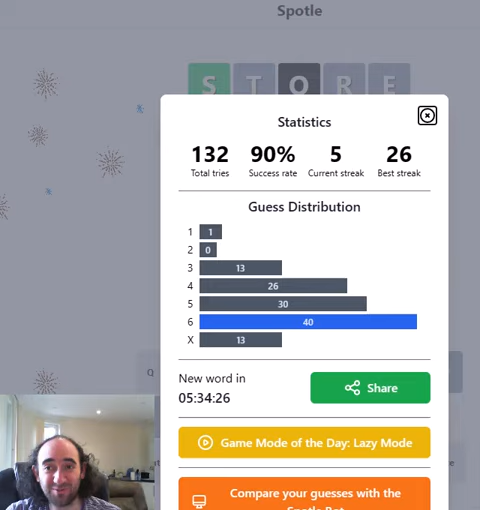 Spotle
S T O R E
Statistics
132 90% 5 26
Total tries Success rate Current streak Best streak
Guess Distribution
1 1
2 0
3 13
4 26
5 30
6 40
X 13
New word in
05:34:26
Share
Game Mode of the Day: Lazy Mode
Compare your guesses with the
Spotle Bot
Q